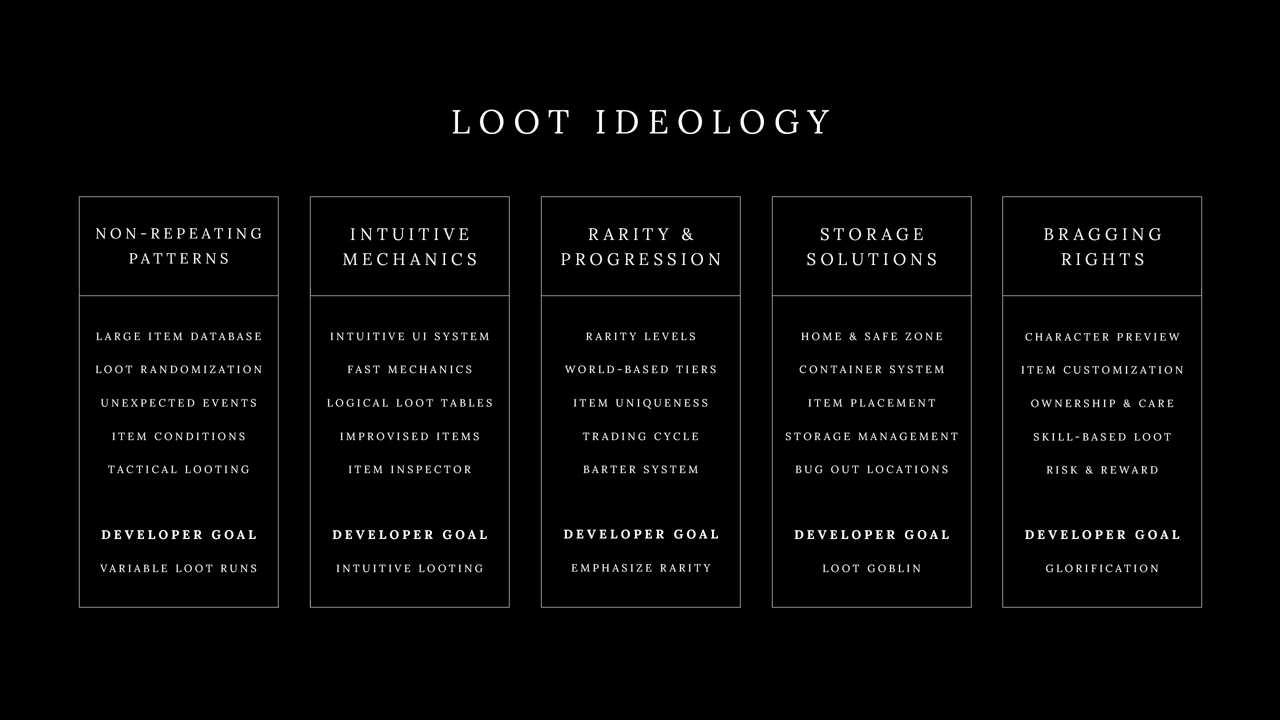 LOOT IDEOLOGY
NON-REPEATING
PATTERNS
LARGE ITEM DATABASE
LOOT RANDOMIZATION
UNEXPECTED EVENTS
ITEM CONDITIONS
TACTICAL LOOTING
DEVELOPER GOAL
VARIABLE LOOT RUNS
INTUITIVE
MECHANICS
INTUITIVE UI SYSTEM
FAST MECHANICS
LOGICAL LOOT TABLES
IMPROVISED ITEMS
ITEM INSPECTOR
DEVELOPER GOAL
INTUITIVE LOOTING
RARITY &
PROGRESSION
RARITY LEVELS
WORLD-BASED TIERS
ITEM UNIQUENESS
TRADING CYCLE
BARTER SYSTEM
DEVELOPER GOAL
EMPHASIZE RARITY
STORAGE
SOLUTIONS
HOME & SAFE ZONE
CONTAINER SYSTEM
ITEM PLACEMENT
STORAGE MANAGEMENT
BUG OUT LOCATIONS
DEVELOPER GOAL
LOOT GOBLIN
BRAGGING
RIGHTS
CHARACTER PREVIEW
ITEM CUSTOMIZATION
OWNERSHIP & CARE
SKILL-BASED LOOT
RISK & REWARD
DEVELOPER GOAL
GLORIFICATION